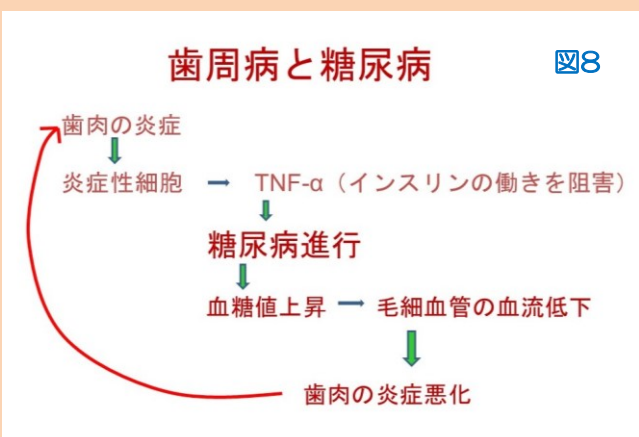 歯周病と糖尿病
図8
歯肉の炎症
炎症性細胞 → TNF-α（インスリンの働きを阻害）
糖尿病進行
血糖値上昇 → 毛細血管の血流低下
歯肉の炎症悪化